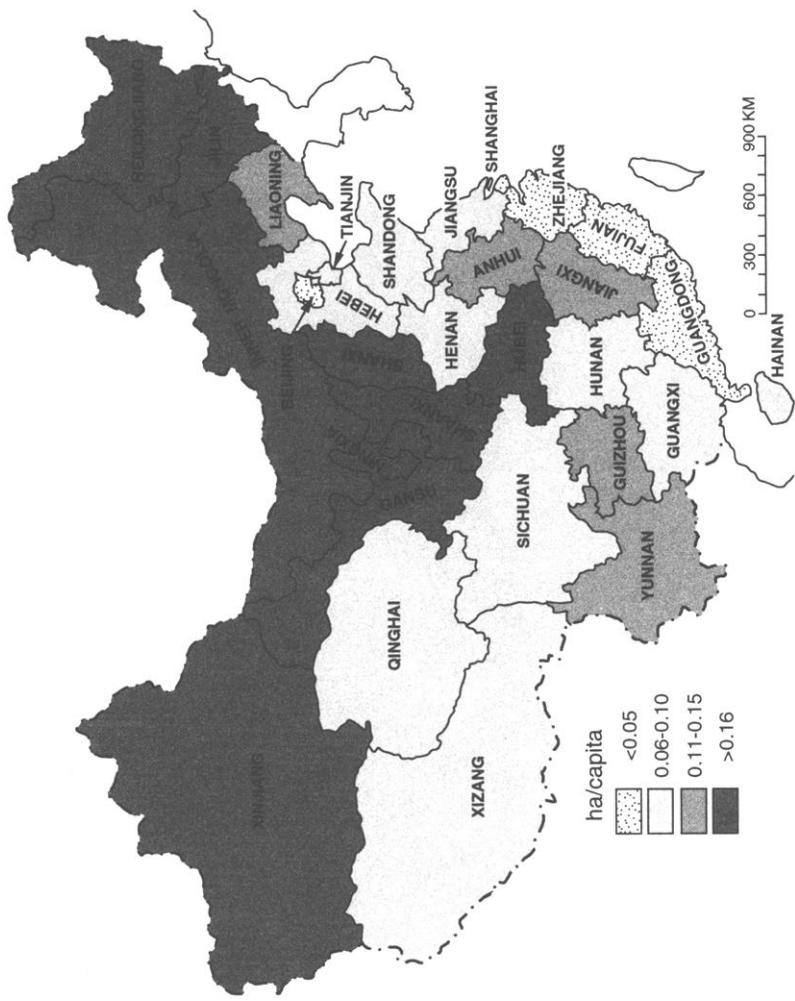 HEILONGJIANG
JILIN
LIAONING
INNER MONGOLIA
BEIJING
TIANJIN
HEBEI
SHANDONG
SHANXI
SHAANXI
NINGXIA
GANSU
XINJIANG
QINGHAI
XIZANG
SICHUAN
HENAN
JIANGSU
SHANGHAI
ANHUI
HUBEI
ZHEJIANG
JIANGXI
FUJIAN
HUNAN
GUIZHOU
YUNNAN
GUANGXI
GUANGDONG
HAINAN
ha/capita
<0.05
0.06-0.10
0.11-0.15
>0.16
0 300 600 900 KM